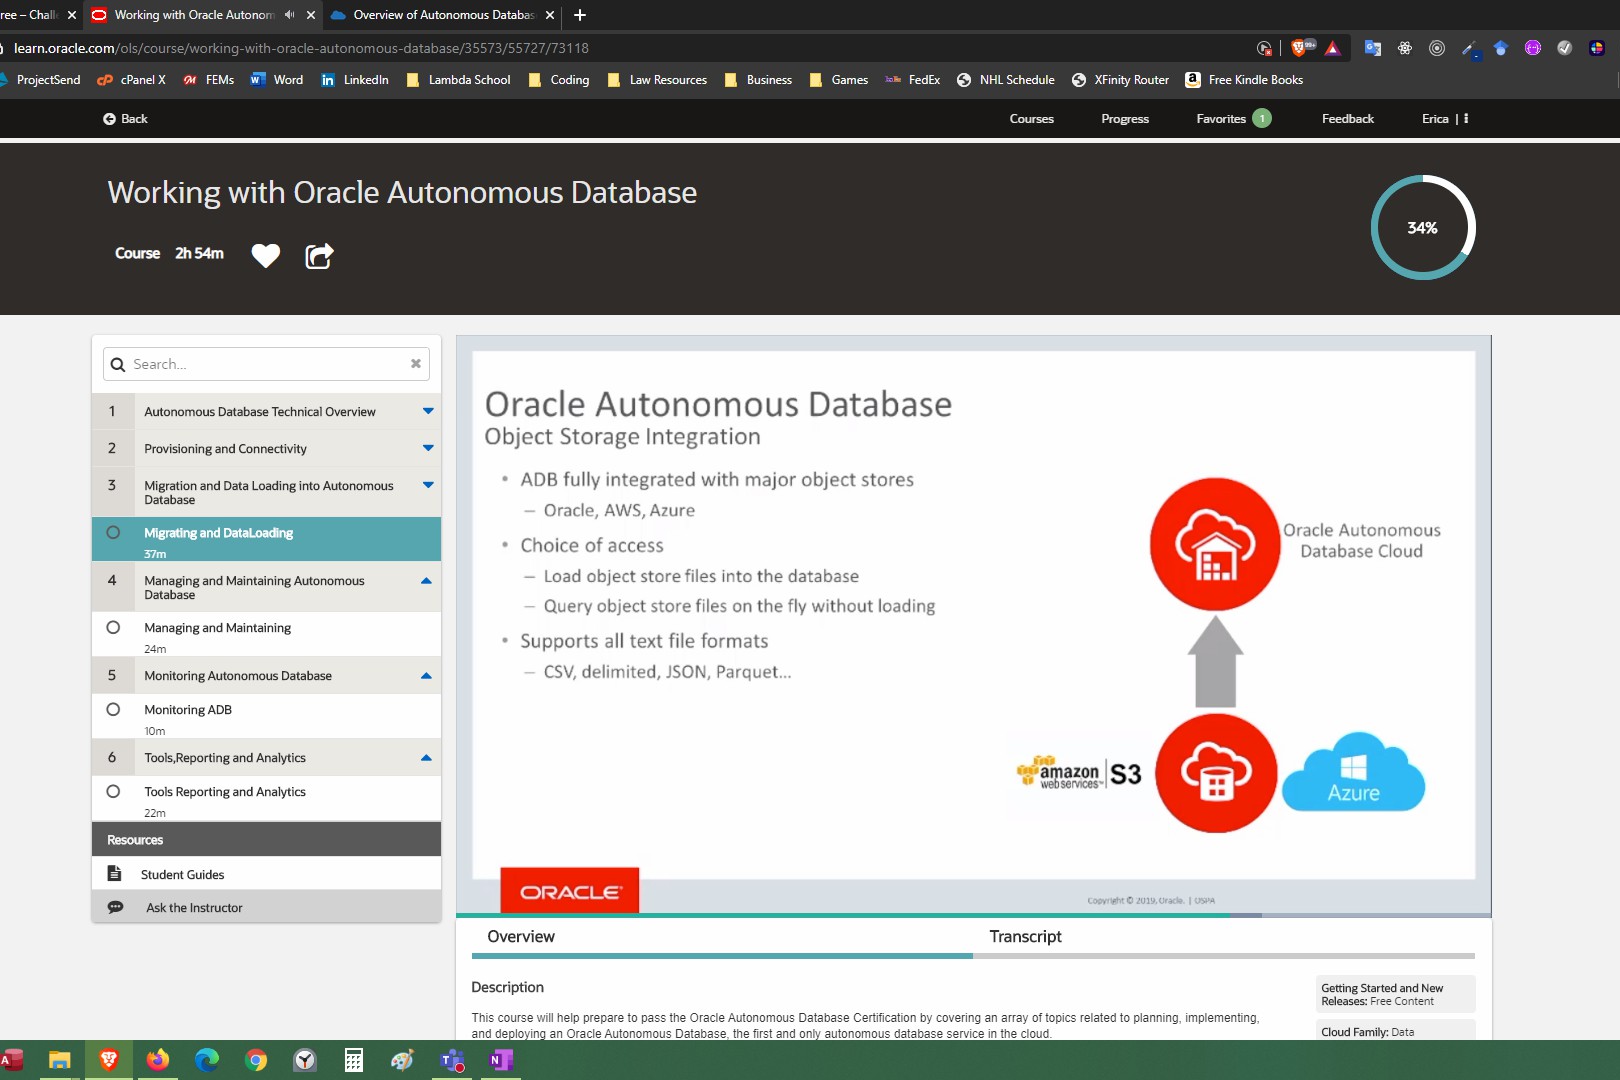 ree – Chall
Working with Oracle Autonom
Overview of Autonomous Databas
learn.oracle.com/ols/course/working-with-oracle-autonomous-database/35573/55727/73118
99+
ProjectSend
cPanel X
FEMs
Word
LinkedIn
Lambda School
Coding
Law Resources
Business
Games
FedEx
NHL Schedule
XFinity Router
Free Kindle Books
Back
Courses
Progress
Favorites 1
Feedback
Erica |
Working with Oracle Autonomous Database
Course 2h 54m
34%
Search...
1 Autonomous Database Technical Overview
2 Provisioning and Connectivity
3 Migration and Data Loading into Autonomous
Database
Migrating and DataLoading
37m
4 Managing and Maintaining Autonomous
Database
Managing and Maintaining
24m
5 Monitoring Autonomous Database
Monitoring ADB
10m
6 Tools,Reporting and Analytics
Tools Reporting and Analytics
22m
Resources
Student Guides
Ask the Instructor
Oracle Autonomous Database
Object Storage Integration
• ADB fully integrated with major object stores
– Oracle, AWS, Azure
• Choice of access
– Load object store files into the database
– Query object store files on the fly without loading
• Supports all text file formats
– CSV, delimited, JSON, Parquet...
Oracle Autonomous
Database Cloud
amazon
webservices™ | S3
Azure
ORACLE®
Copyright © 2019, Oracle. | OSPA
Overview
Transcript
Description
This course will help prepare to pass the Oracle Autonomous Database Certification by covering an array of topics related to planning, implementing,
and deploying an Oracle Autonomous Database, the first and only autonomous database service in the cloud.
Getting Started and New
Releases: Free Content
Cloud Family: Data